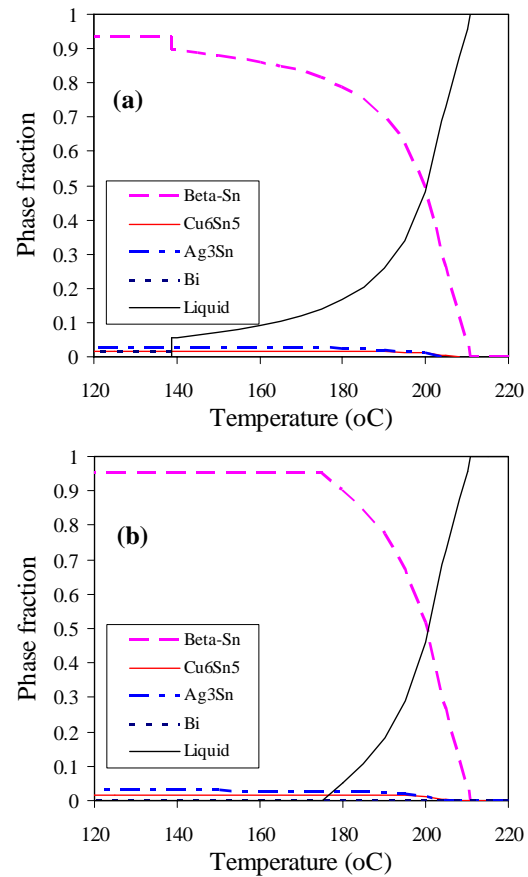 1
0.9
0.8
0.7
0.6
0.5
0.4
0.3
0.2
0.1
0
Phase fraction
(a)
Beta-Sn
Cu6Sn5
Ag3Sn
Bi
Liquid
120 140 160 180 200 220
Temperature (oC)
1
0.9
0.8
0.7
0.6
0.5
0.4
0.3
0.2
0.1
0
Phase fraction
(b)
Beta-Sn
Cu6Sn5
Ag3Sn
Bi
Liquid
120 140 160 180 200 220
Temperature (oC)